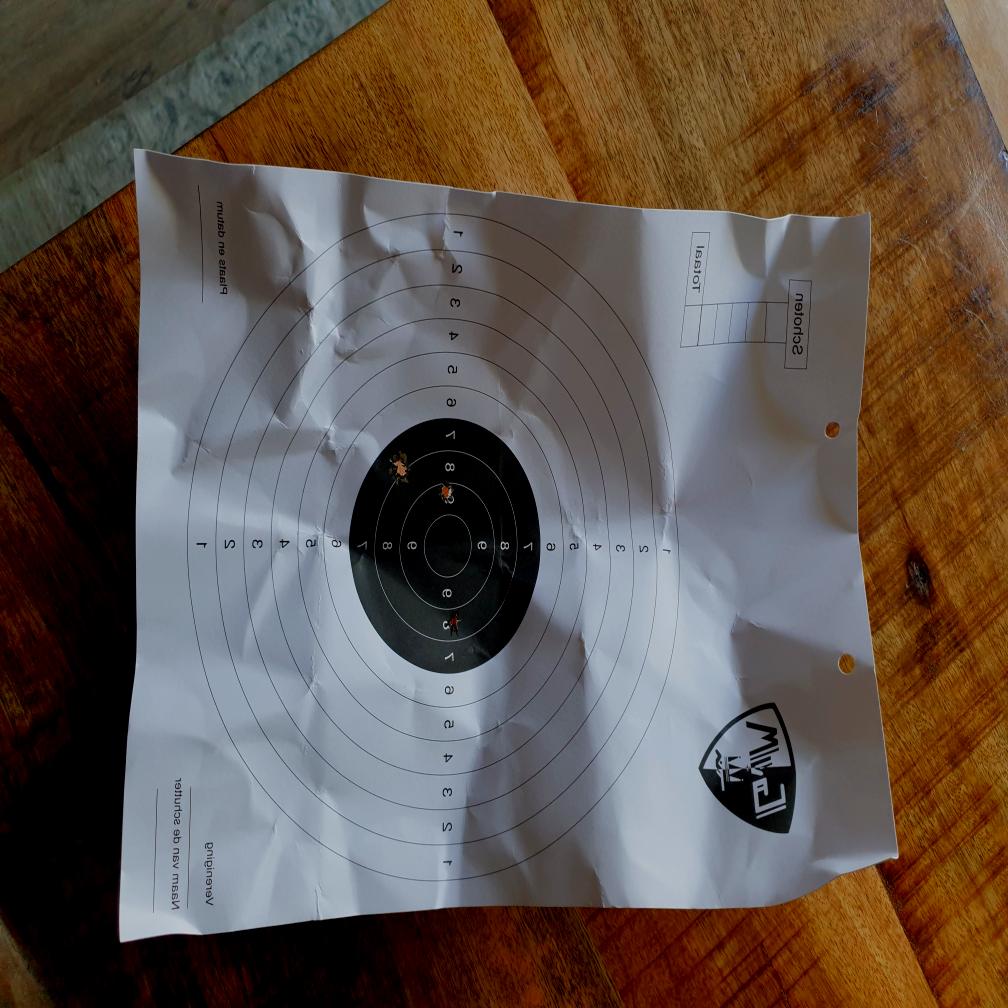 Schoten
Totaal
Plaats en datum
Vereniging
Naam van de schutter
1 2 3 4 5 6 7 8 9
9 8 7 6 5 4 3 2 1
1 2 3 4 5 6 7 8 9
9 8 7 6 5 4 3 2 1